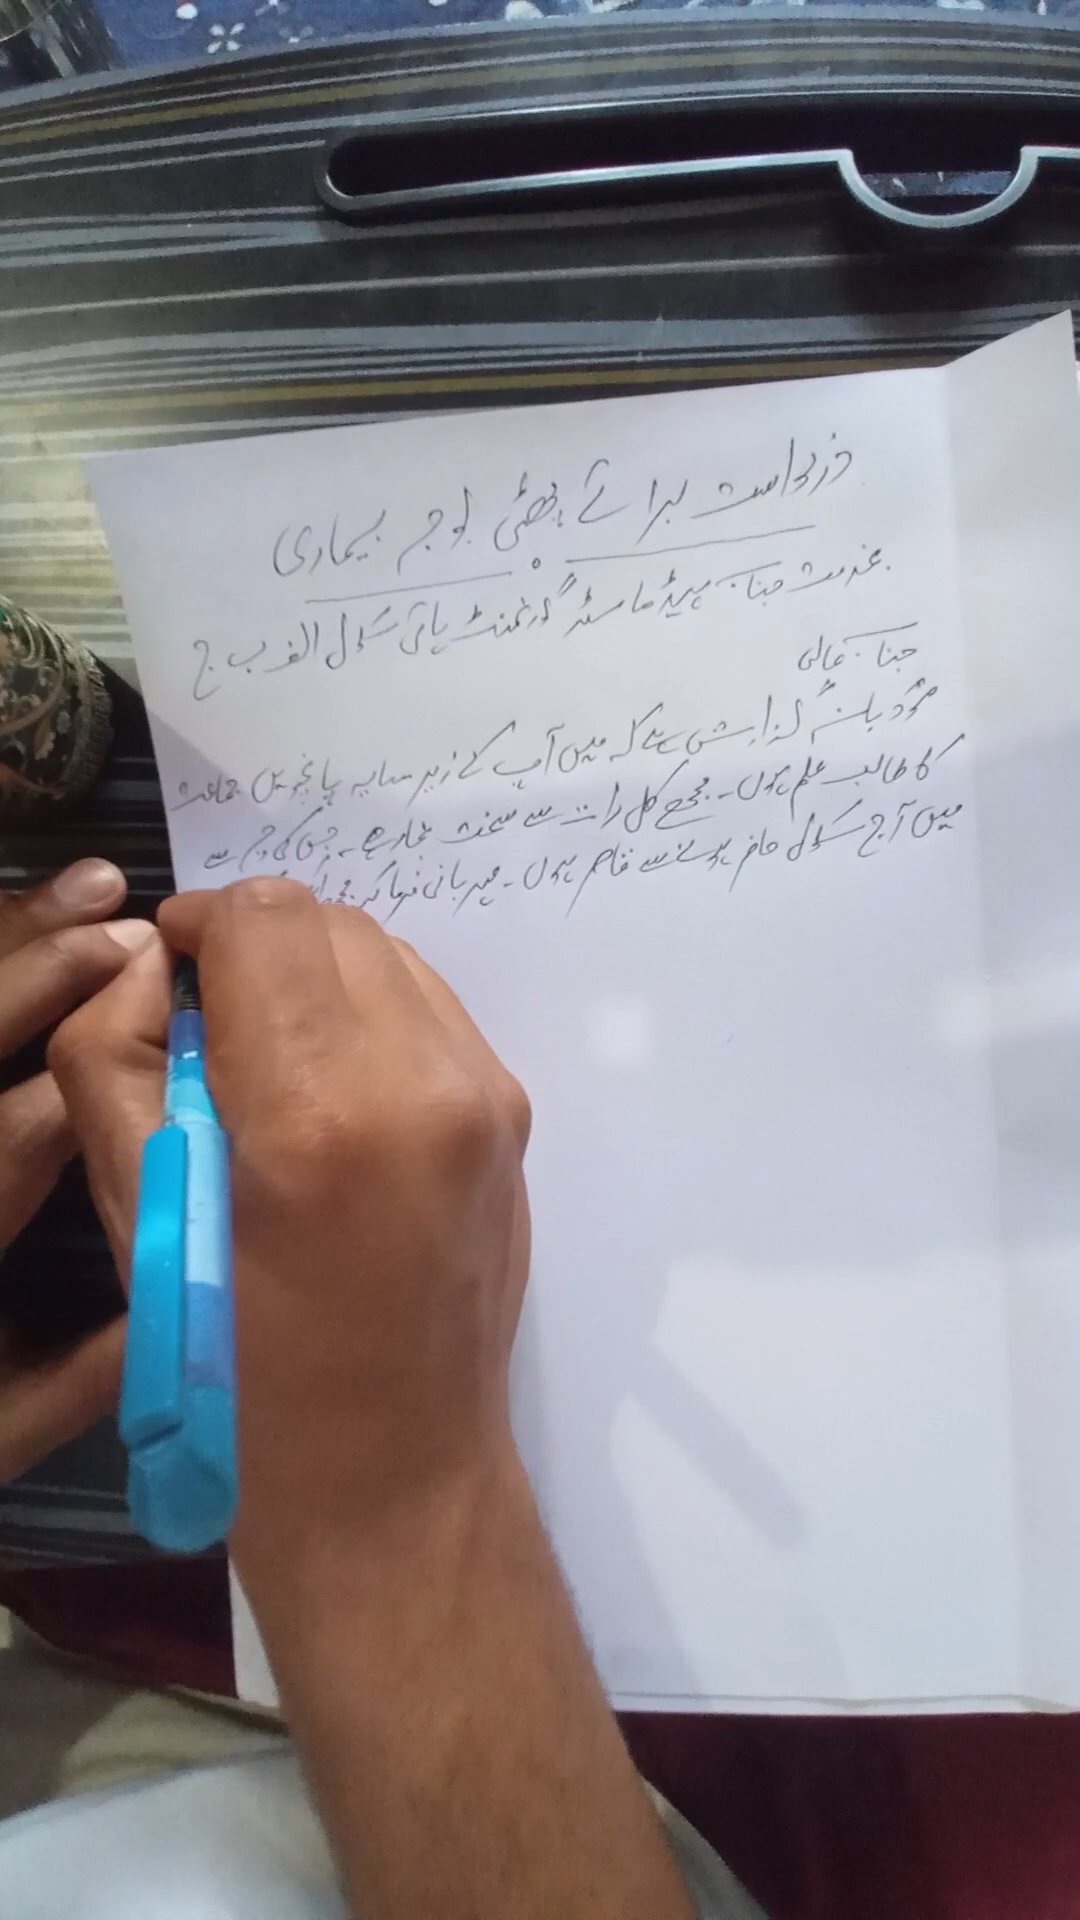 درخواست برائے چھٹی بوجہ بیماری
بخدمت جناب ہیڈ ماسٹر گورنمنٹ ہائی سکول الف ب ج
جناب عالی
مؤدبانہ گذارش ہے کہ میں آپ کے زیر سایہ پانچویں جماعت
کا طالب علم ہوں۔ مجھے کل رات سے سخت بخار ہے۔ جس کی وجہ سے
میں آج سکول حاضر ہونے سے قاصر ہوں۔ مہربانی فرما کر مجھے